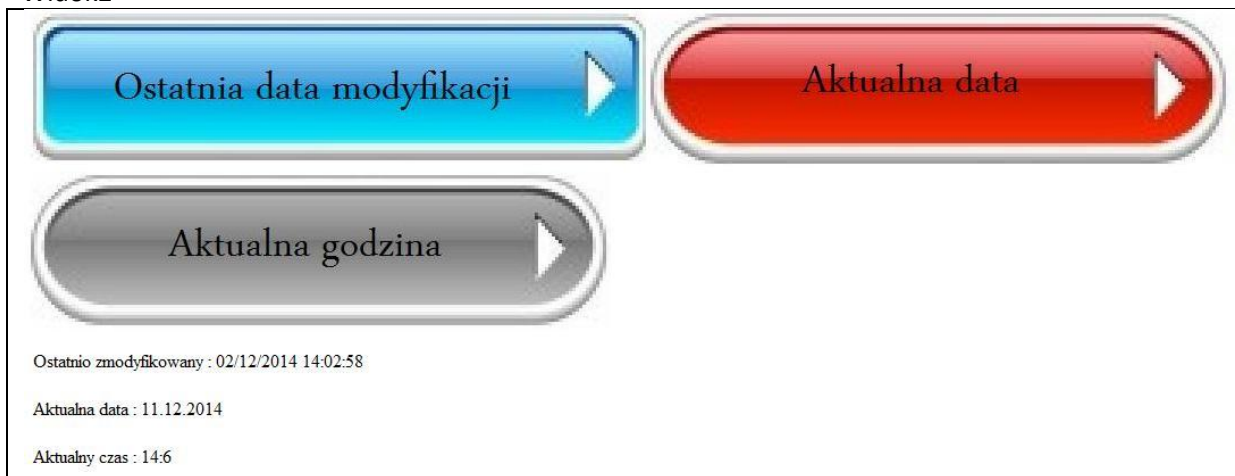 Ostatnia data modyfikacji
Aktualna data
Aktualna godzina
Ostatnio zmodyfikowany : 02/12/2014 14:02:58
Aktualna data : 11.12.2014
Aktualny czas : 14:6